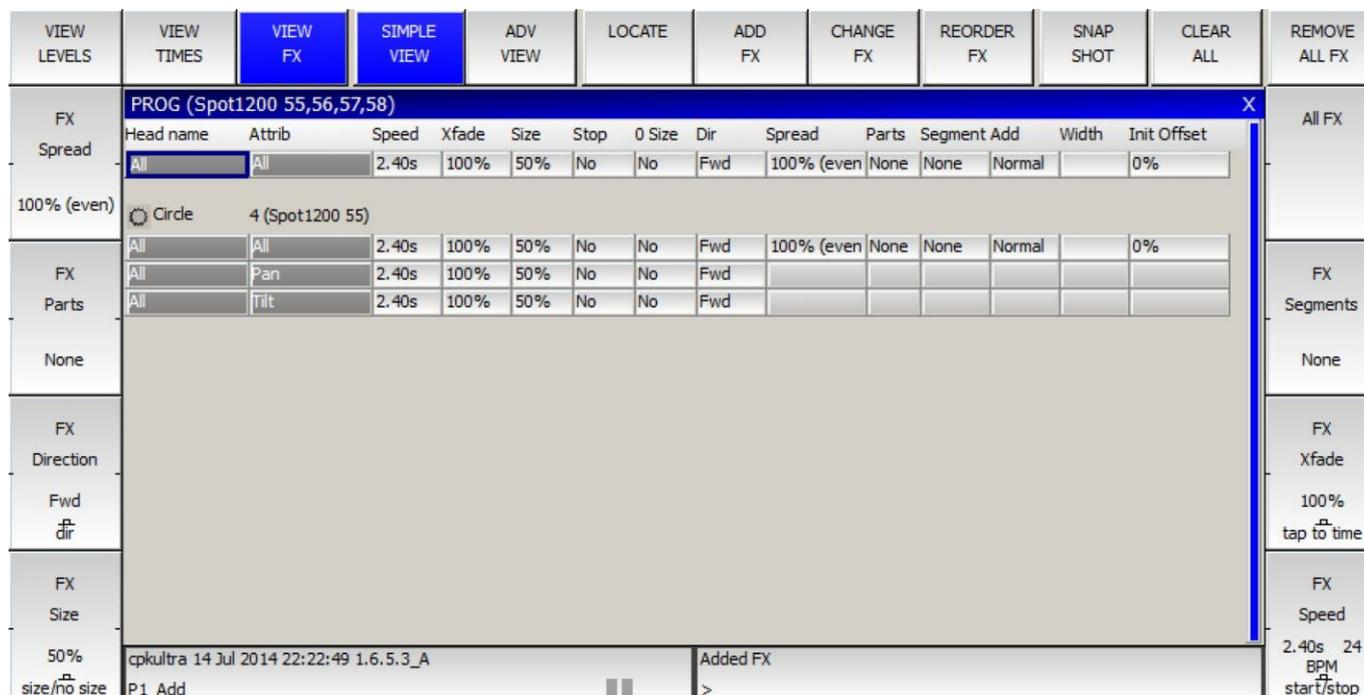 VIEW LEVELS
VIEW TIMES
VIEW FX
SIMPLE VIEW
ADV VIEW
LOCATE
ADD FX
CHANGE FX
REORDER FX
SNAP SHOT
CLEAR ALL
REMOVE ALL FX
FX Spread
100% (even)
FX Parts
None
FX Direction
Fwd
dir
FX Size
50%
size/no size
PROG (Spot1200 55,56,57,58) X
Head name Attrib Speed Xfade Size Stop 0 Size Dir Spread Parts Segment Add Width Init Offset
All All 2.40s 100% 50% No No Fwd 100% (even None None Normal 0%
Circle 4 (Spot1200 55)
All All 2.40s 100% 50% No No Fwd 100% (even None None Normal 0%
All Pan 2.40s 100% 50% No No Fwd
All Tilt 2.40s 100% 50% No No Fwd
cpkultra 14 Jul 2014 22:22:49 1.6.5.3_A
P1 Add
Added FX
>
All FX
FX Segments
None
FX Xfade
100%
tap to time
FX Speed
2.40s 24 BPM
start/stop